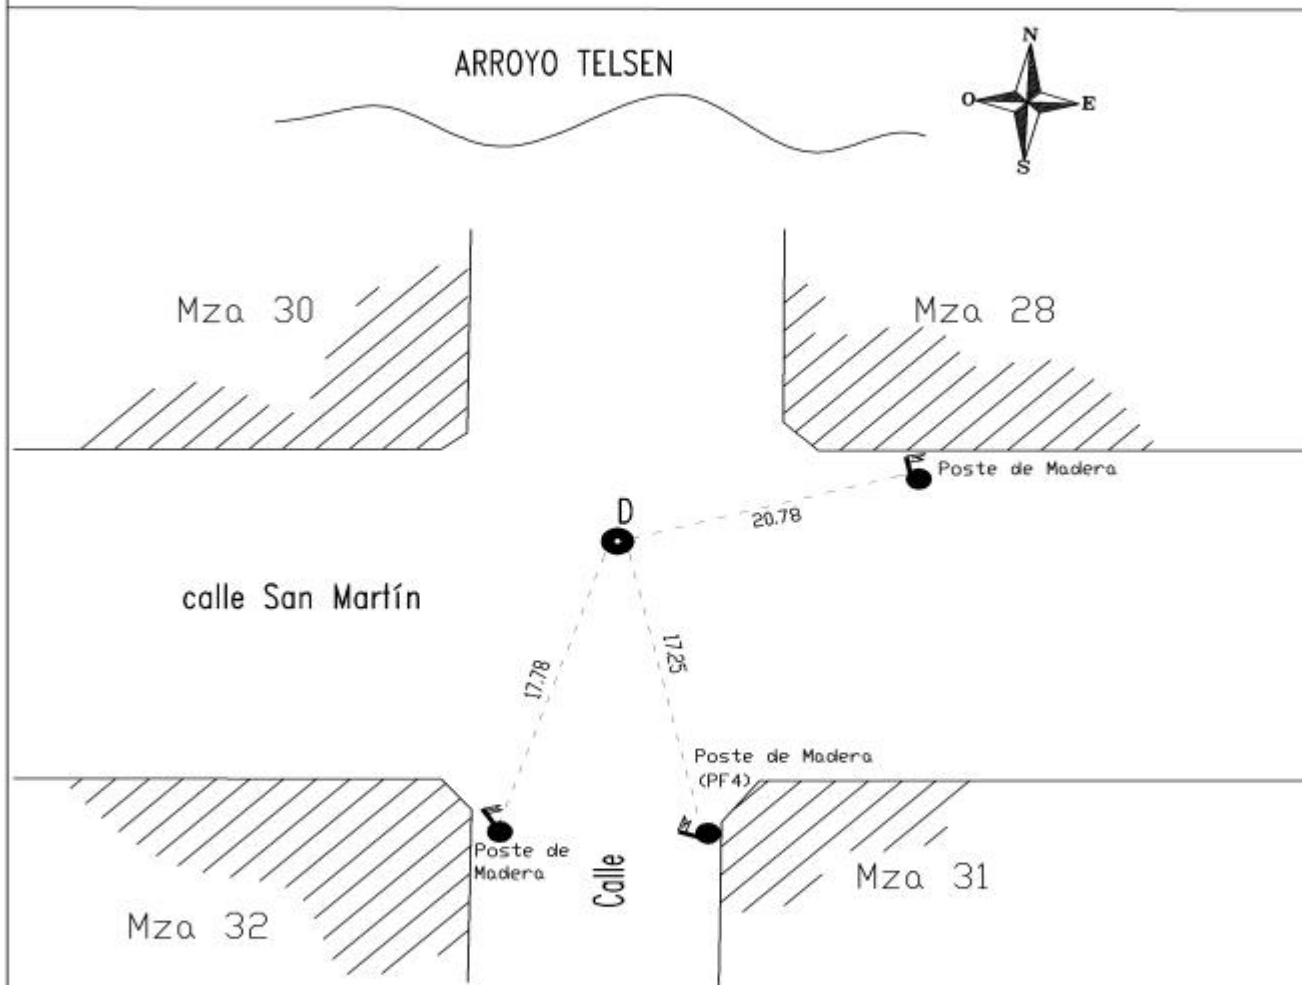 ARROYO TELSEN
N
O
E
S
Mza 30
Mza 28
Poste de Madera
D
20.78
calle San Martín
17.78
17.25
Poste de Madera
(PF4)
Poste de
Madera
Calle
Mza 31
Mza 32